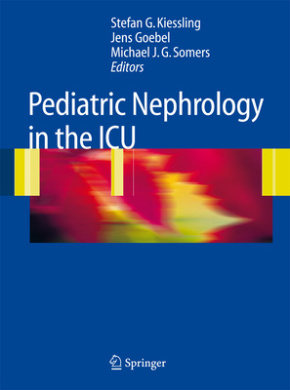 Stefan G. Kiessling
Jens Goebel
Michael J. G. Somers
Editors
Pediatric Nephrology
in the ICU
Springer